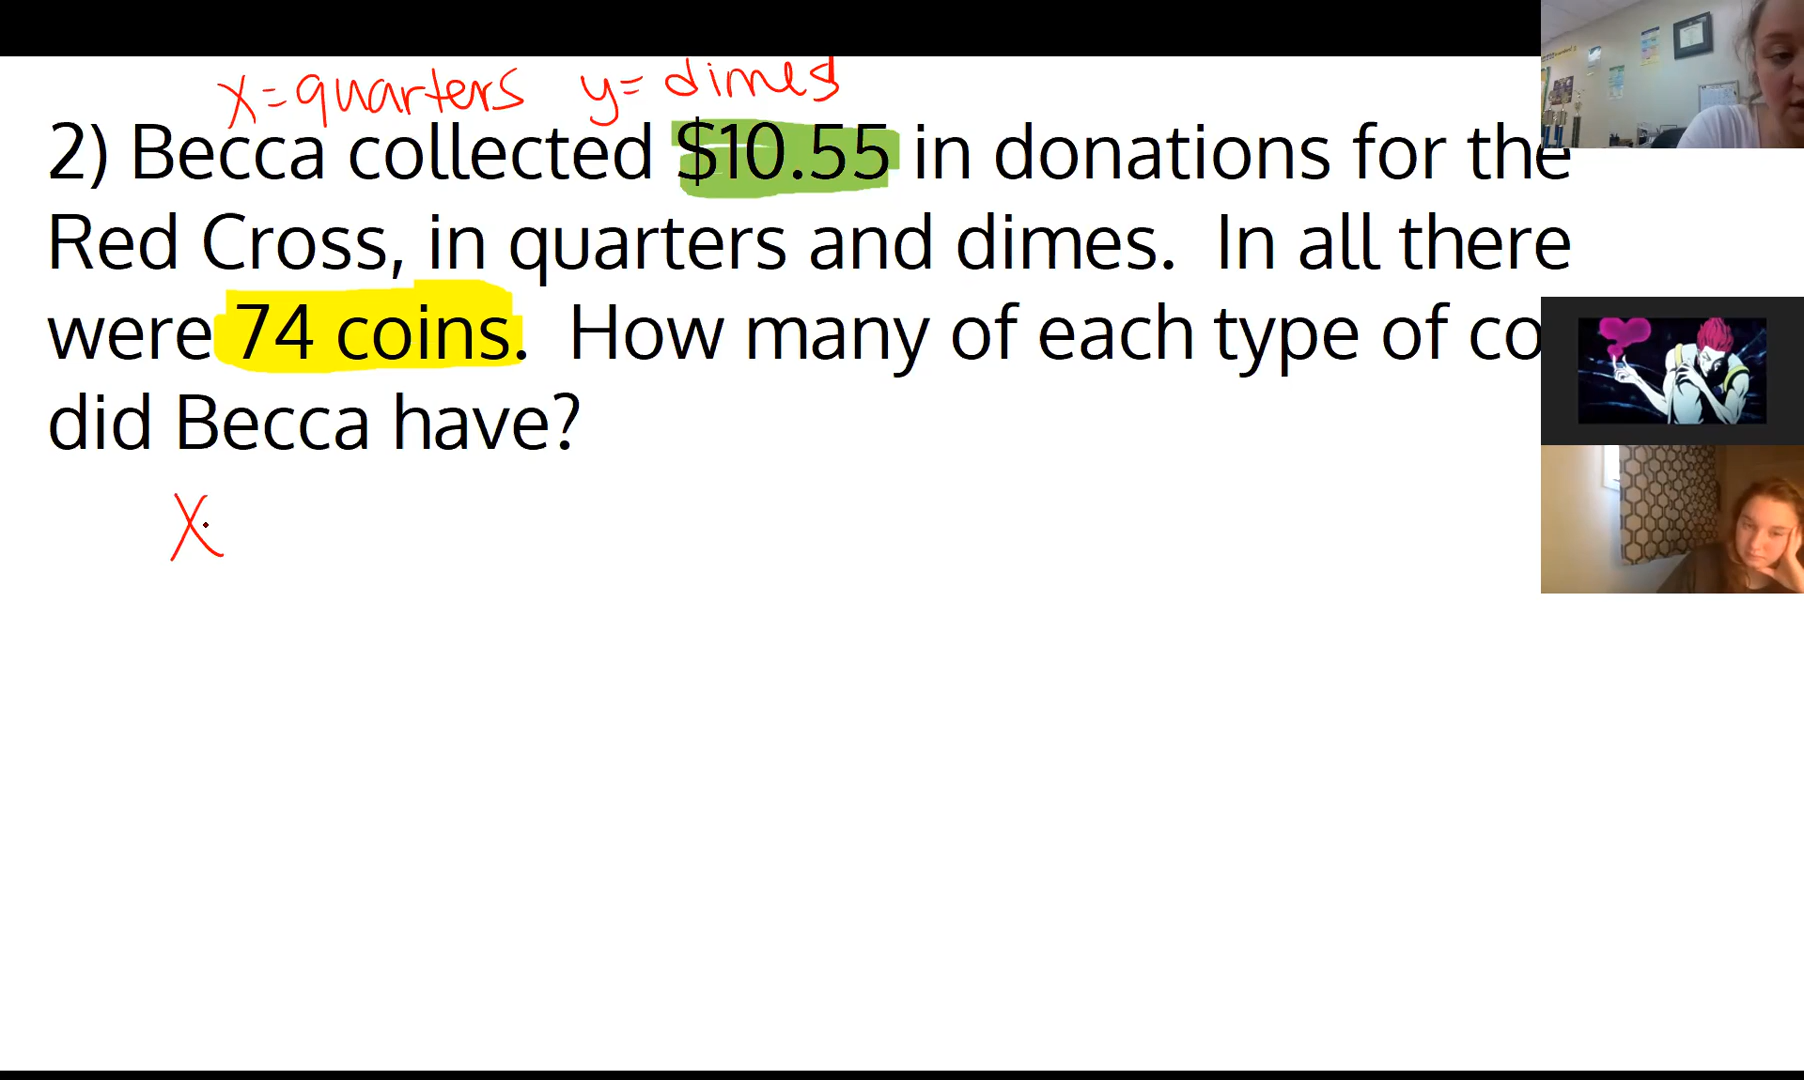 x=quarters y=dimes
2) Becca collected $10.55 in donations for the
Red Cross, in quarters and dimes. In all there
were 74 coins. How many of each type of co
did Becca have?
X